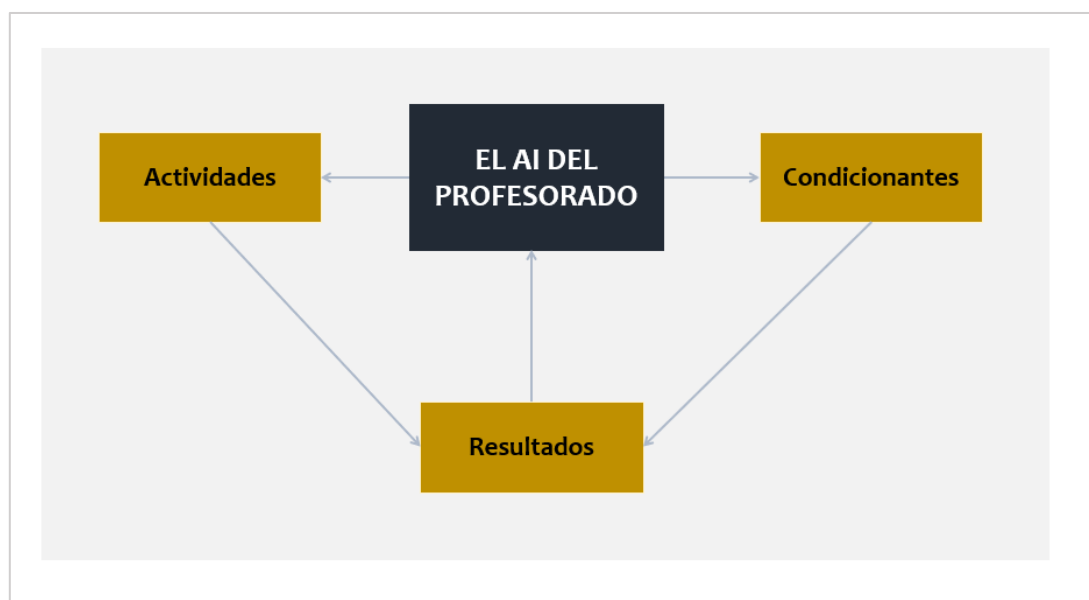 EL AI DEL
PROFESORADO
Actividades
Condicionantes
Resultados